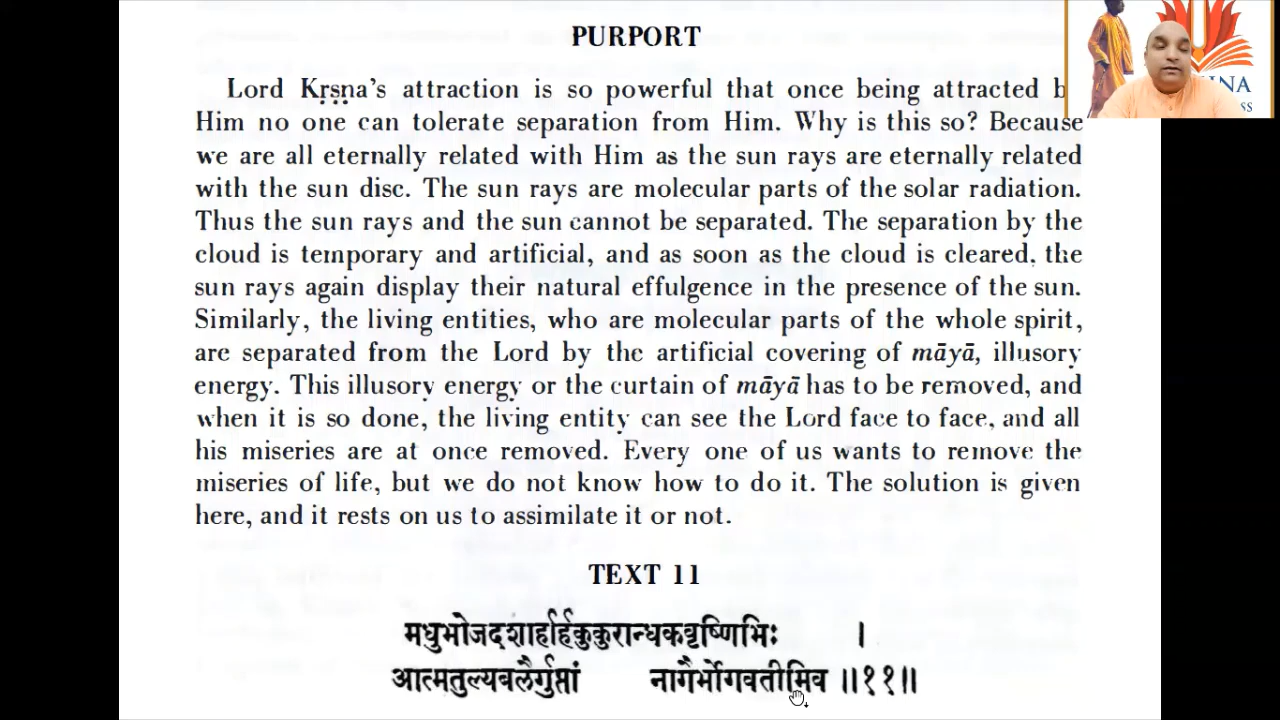 PURPORT
Lord Kṛṣṇa’s attraction is so powerful that once being attracted b
Him no one can tolerate separation from Him. Why is this so? Because
we are all eternally related with Him as the sun rays are eternally related
with the sun disc. The sun rays are molecular parts of the solar radiation.
Thus the sun rays and the sun cannot be separated. The separation by the
cloud is temporary and artificial, and as soon as the cloud is cleared, the
sun rays again display their natural effulgence in the presence of the sun.
Similarly, the living entities, who are molecular parts of the whole spirit,
are separated from the Lord by the artificial covering of māyā, illusory
energy. This illusory energy or the curtain of māyā has to be removed, and
when it is so done, the living entity can see the Lord face to face, and all
his miseries are at once removed. Every one of us wants to remove the
miseries of life, but we do not know how to do it. The solution is given
here, and it rests on us to assimilate it or not.
TEXT 11
मधुभोजदशार्हार्हकुकुरान्धकवृष्णिभिः ।
आत्मतुल्यबलैर्गुप्तां नागैर्भोगवतीमिव ॥११॥
NA
SS